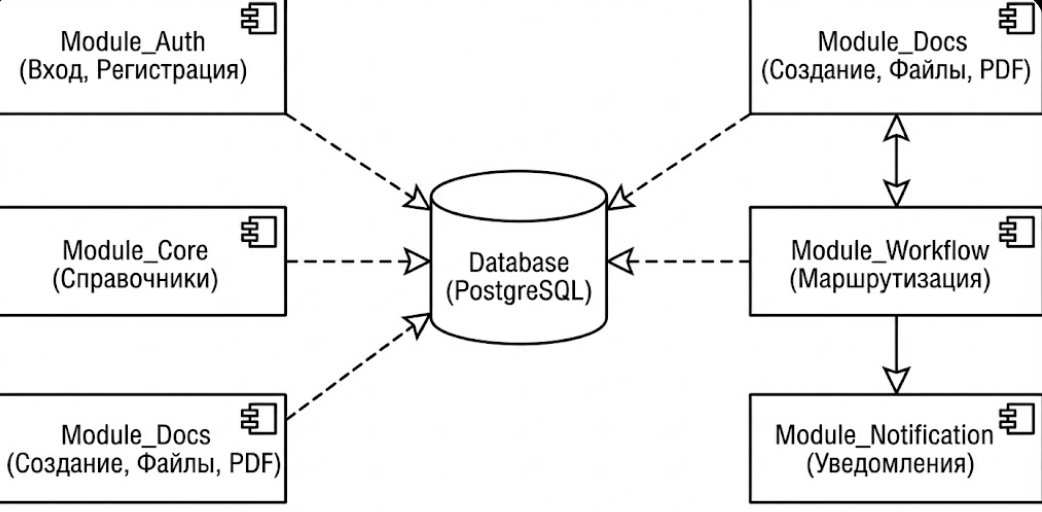 Module_Auth
(Вход, Регистрация)
Module_Docs
(Создание, Файлы, PDF)
Module_Core
(Справочники)
Database
(PostgreSQL)
Module_Workflow
(Маршрутизация)
Module_Docs
(Создание, Файлы, PDF)
Module_Notification
(Уведомления)